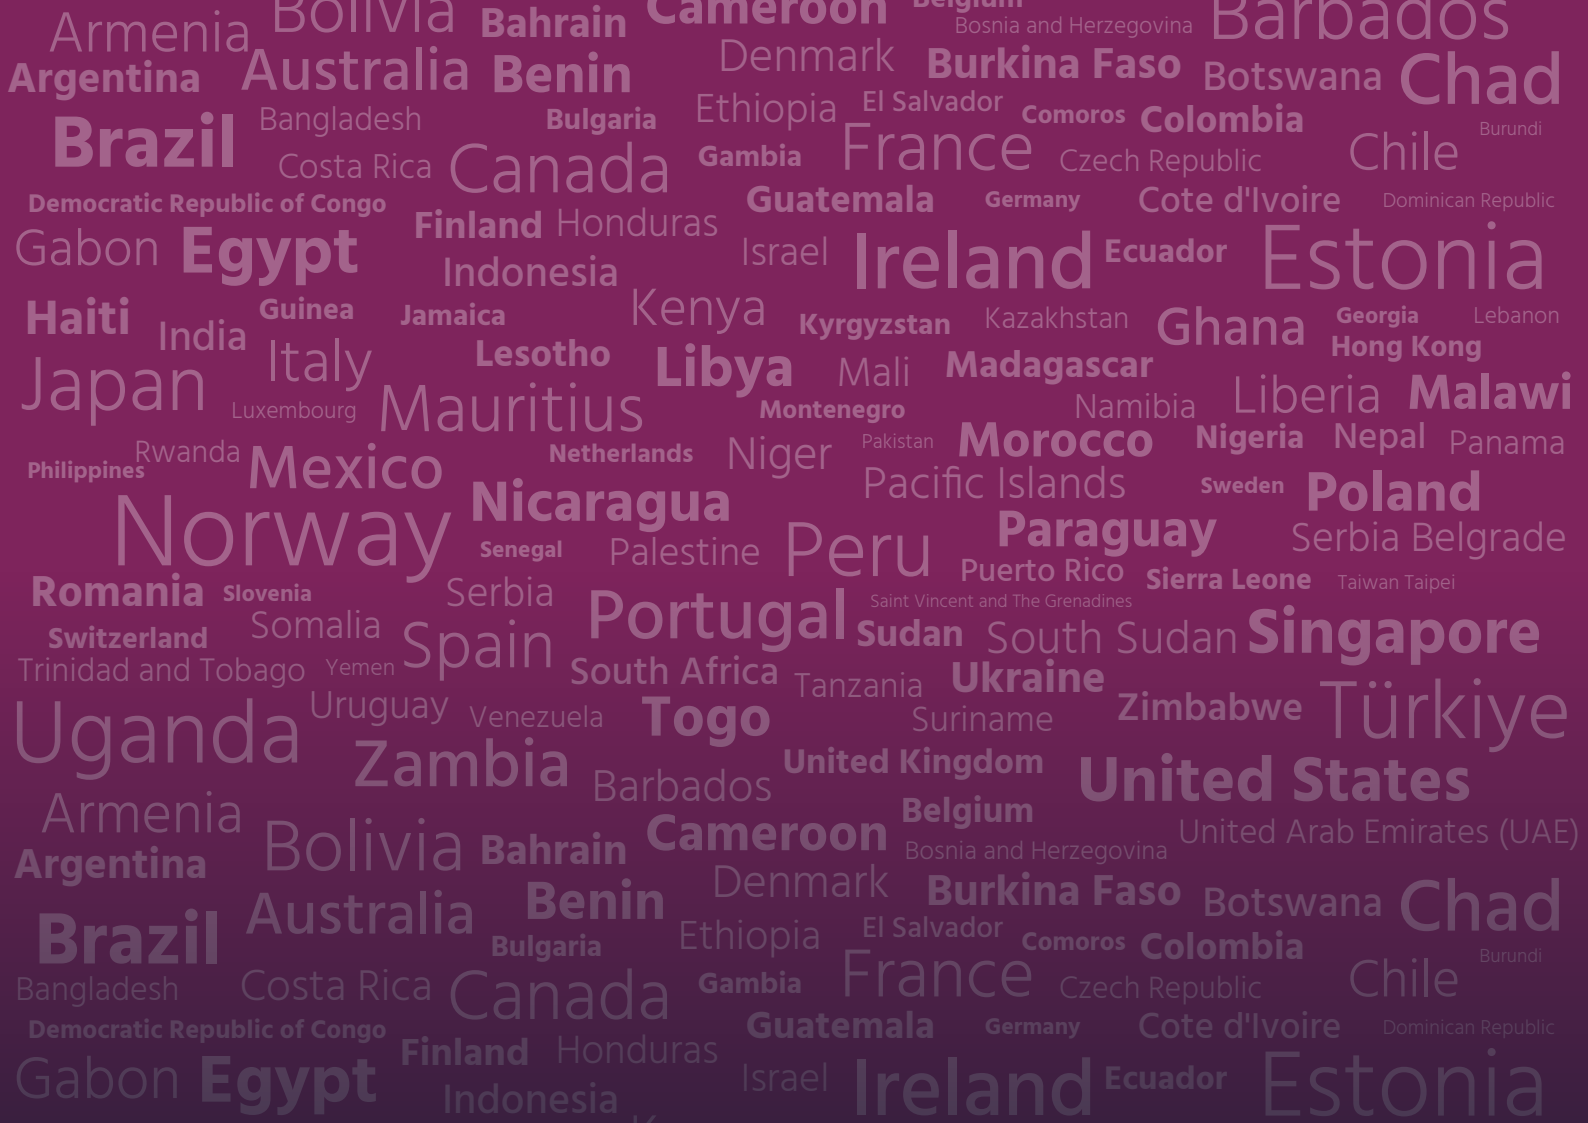 Armenia Bolivia Bahrain Cameroon Belgium Bosnia and Herzegovina Barbados
Argentina Australia Benin Denmark Burkina Faso Botswana Chad
Brazil Bangladesh Bulgaria Ethiopia El Salvador Comoros Colombia Burundi
Costa Rica Canada Gambia France Czech Republic Chile
Democratic Republic of Congo Guatemala Germany Cote d'Ivoire Dominican Republic
Gabon Egypt Finland Honduras Israel Ireland Ecuador Estonia
Indonesia
Haiti Guinea Jamaica Kenya Kyrgyzstan Kazakhstan Ghana Georgia Lebanon
India Italy Lesotho Libya Mali Madagascar Hong Kong
Japan Luxembourg Mauritius Montenegro Namibia Liberia Malawi
Philippines Rwanda Mexico Netherlands Niger Pakistan Morocco Nigeria Nepal Panama
Nicaragua Pacific Islands Sweden Poland
Norway Senegal Palestine Peru Paraguay Serbia Belgrade
Romania Slovenia Serbia Puerto Rico Sierra Leone Taiwan Taipei
Switzerland Somalia Spain Portugal Saint Vincent and The Grenadines Sudan South Sudan Singapore
Trinidad and Tobago Yemen South Africa Tanzania Ukraine
Uganda Uruguay Venezuela Togo Suriname Zimbabwe Türkiye
Zambia Barbados United Kingdom United States
Armenia Bolivia Bahrain Cameroon Belgium Bosnia and Herzegovina United Arab Emirates (UAE)
Argentina Australia Benin Denmark Burkina Faso Botswana Chad
Brazil Bulgaria Ethiopia El Salvador Comoros Colombia Burundi
Bangladesh Costa Rica Canada Gambia France Czech Republic Chile
Democratic Republic of Congo Guatemala Germany Cote d'Ivoire Dominican Republic
Gabon Egypt Finland Honduras Israel Ireland Ecuador Estonia
Indonesia